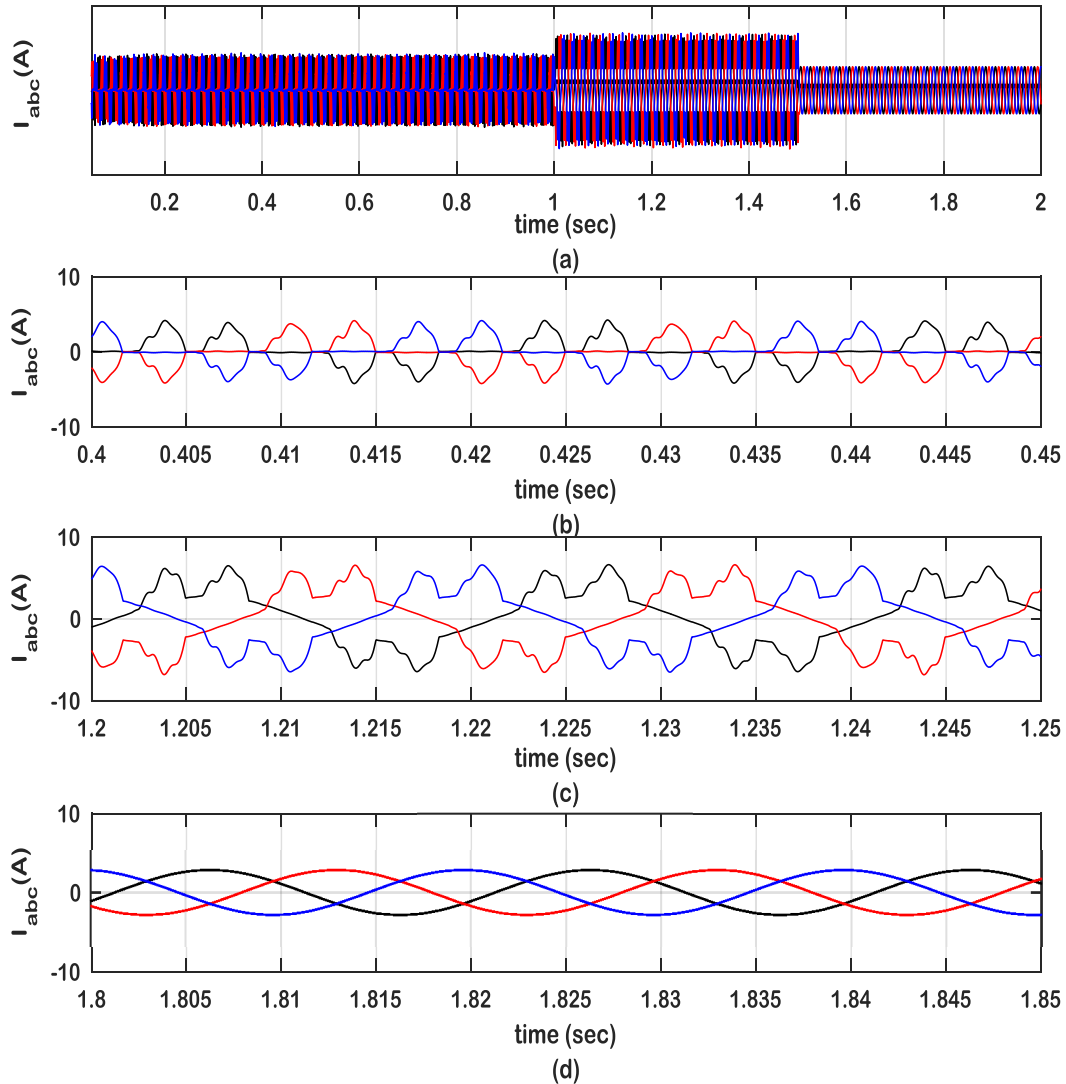 I_abc(A)
0.2 0.4 0.6 0.8 1 1.2 1.4 1.6 1.8 2
time (sec)
(a)
I_abc(A)
10
0
-10
0.4 0.405 0.41 0.415 0.42 0.425 0.43 0.435 0.44 0.445 0.45
time (sec)
(b)
I_abc(A)
10
0
-10
1.2 1.205 1.21 1.215 1.22 1.225 1.23 1.235 1.24 1.245 1.25
time (sec)
(c)
I_abc(A)
10
0
-10
1.8 1.805 1.81 1.815 1.82 1.825 1.83 1.835 1.84 1.845 1.85
time (sec)
(d)